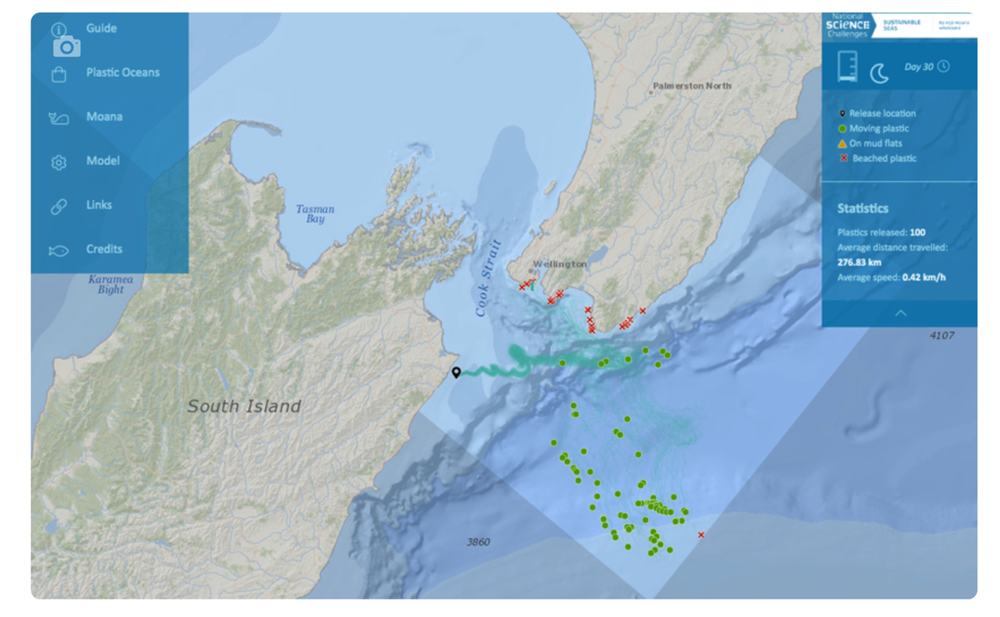 Guide
Plastic Oceans
Moana
Model
Links
Credits
Karamea
Bight
Tasman
Bay
Cook Strait
Palmerston North
Wellington
South Island
3860
4107
National
SCIENCE
Challenges
SUSTAINABLE
SEAS
Day 30
Release location
Moving plastic
On mud flats
Beached plastic
Statistics
Plastics released: 100
Average distance travelled:
276.83 km
Average speed: 0.42 km/h